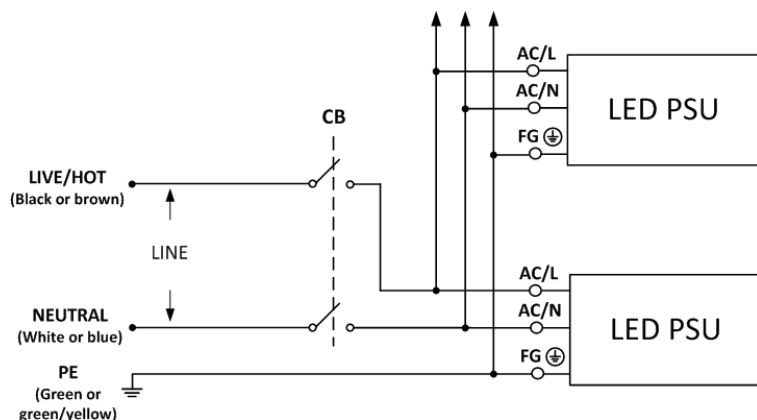 AC/L
AC/N
LED PSU
FG
CB
LIVE/HOT
(Black or brown)
LINE
AC/L
NEUTRAL
(White or blue)
AC/N
LED PSU
FG
PE
(Green or
green/yellow)